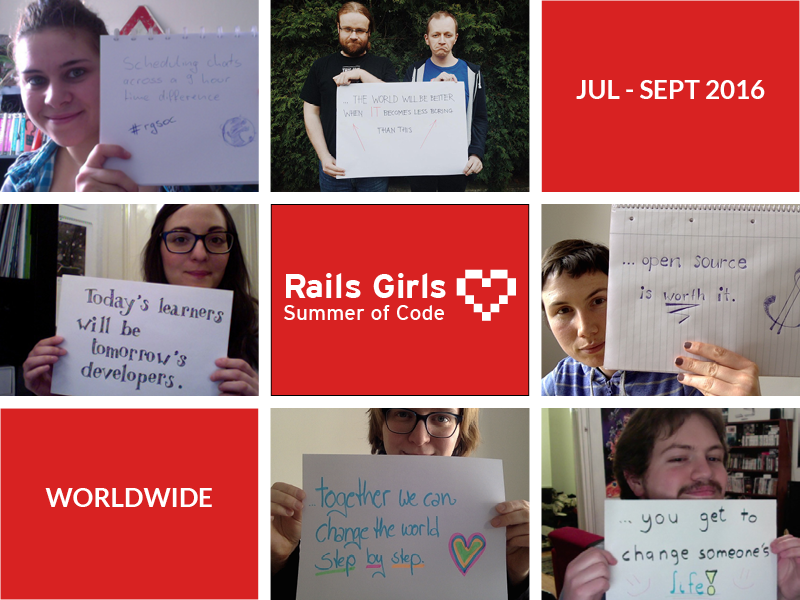 Scheduling chats
across a 9 hour
time difference
#rgsoc
... THE WORLD WILL BE BETTER
WHEN IT BECOMES LESS BORING
THAN THIS
JUL - SEPT 2016
Today's learners
will be
tomorrow's
developers.
Rails Girls
Summer of Code
... open source
is worth it.
WORLDWIDE
...together we can
change the world
step by step.
... you get to
change someone's
life!